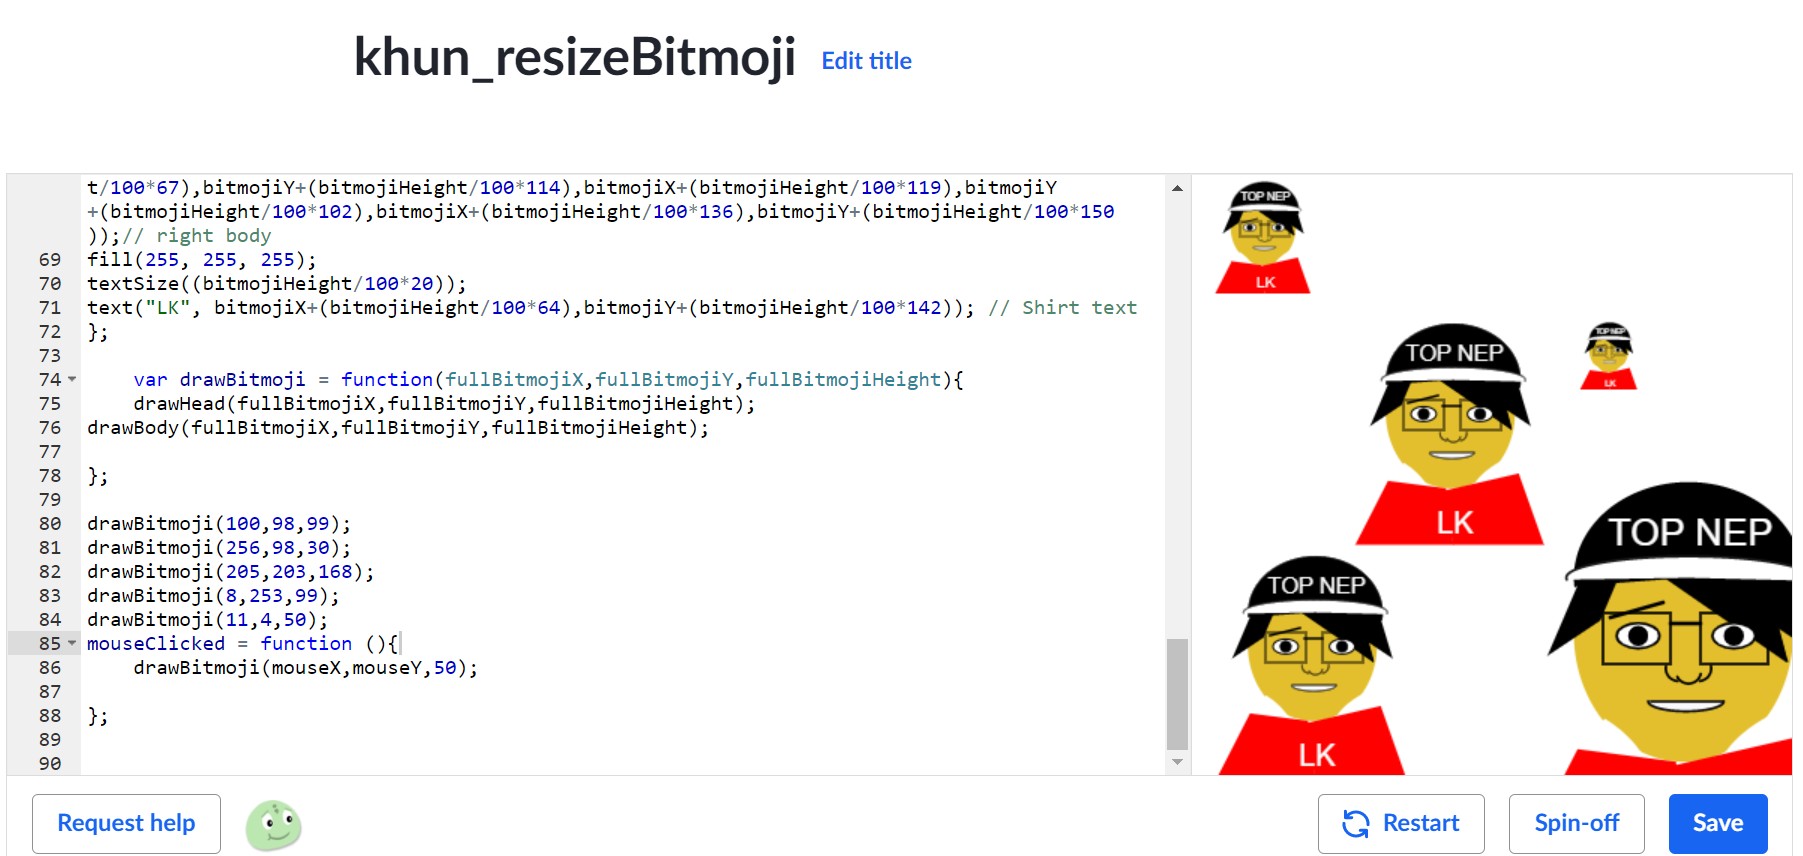 khun_resizeBitmoji Edit title
t/100*67),bitmojiY+(bitmojiHeight/100*114),bitmojiX+(bitmojiHeight/100*119),bitmojiY
+(bitmojiHeight/100*102),bitmojiX+(bitmojiHeight/100*136),bitmojiY+(bitmojiHeight/100*150
));// right body
69 fill(255, 255, 255);
70 textSize((bitmojiHeight/100*20));
71 text("LK", bitmojiX+(bitmojiHeight/100*64),bitmojiY+(bitmojiHeight/100*142)); // Shirt text
72 };
73
74     var drawBitmoji = function(fullBitmojiX,fullBitmojiY,fullBitmojiHeight){
75     drawHead(fullBitmojiX,fullBitmojiY,fullBitmojiHeight);
76 drawBody(fullBitmojiX,fullBitmojiY,fullBitmojiHeight);
77
78 };
79
80 drawBitmoji(100,98,99);
81 drawBitmoji(256,98,30);
82 drawBitmoji(205,203,168);
83 drawBitmoji(8,253,99);
84 drawBitmoji(11,4,50);
85 mouseClicked = function (){
86     drawBitmoji(mouseX,mouseY,50);
87
88 };
89
90
TOP NEP
LK
TOP NEP
LK
TOP NEP
LK
TOP NEP
TOP NEP
LK
Request help
Restart
Spin-off
Save